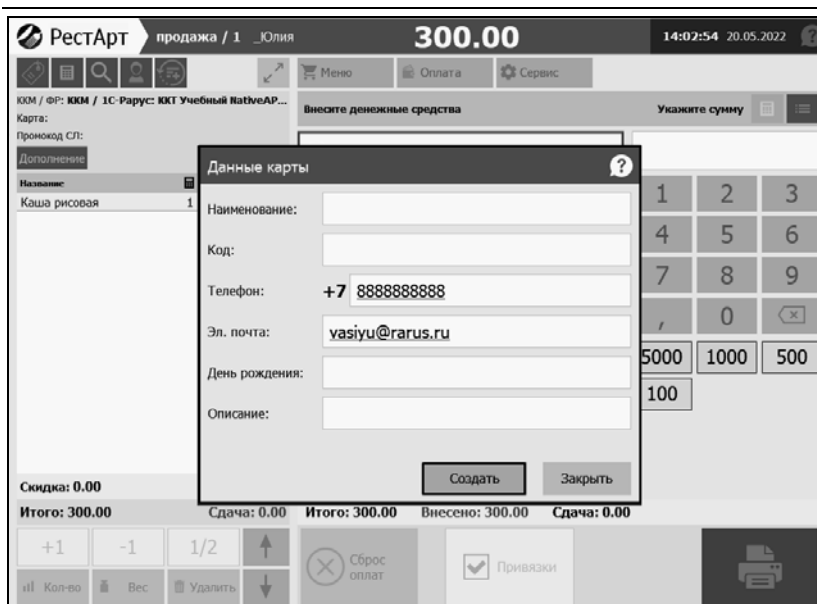 РестАрт продажа / 1 _Юлия 300.00 14:02:54 20.05.2022 ?
Меню Оплата Сервис
ККМ / ФР: ККМ / 1С-Рарус: ККТ Учебный NativeAP...
Карта:
Промокод СЛ:
Дополнение
Внесите денежные средства Укажите сумму
Название
Каша рисовая 1
Данные карты ?
Наименование:
Код:
Телефон: +7 8888888888
Эл. почта: vasiyu@rarus.ru
День рождения:
Описание:
Создать Закрыть
1 2 3
4 5 6
7 8 9
, 0
5000 1000 500
100
Скидка: 0.00
Итого: 300.00 Сдача: 0.00 Итого: 300.00 Внесено: 300.00 Сдача: 0.00
+1 -1 1/2
Кол-во Вес Удалить
Сброс
оплат
Привязки